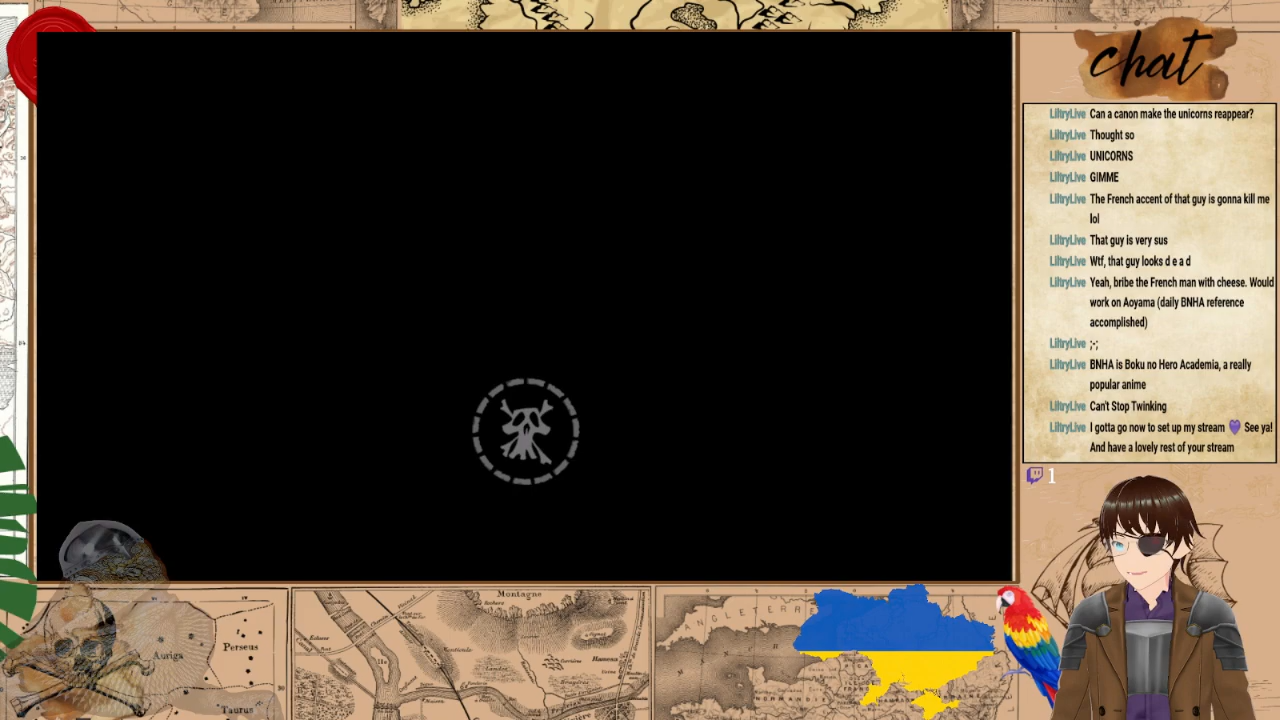 chat
LiltryLive Can a canon make the unicorns reappear?
LiltryLive Thought so
LiltryLive UNICORNS
LiltryLive GIMME
LiltryLive The French accent of that guy is gonna kill me
lol
LiltryLive That guy is very sus
LiltryLive Wtf, that guy looks d e a d
LiltryLive Yeah, bribe the French man with cheese. Would
work on Aoyama (daily BNHA reference
accomplished)
LiltryLive ;-;
LiltryLive BNHA is Boku no Hero Academia, a really
popular anime
LiltryLive Can't Stop Twinking
LiltryLive I gotta go now to set up my stream 💜 See ya!
And have a lovely rest of your stream
1
Montagne
Perseus
Auriga
Taurus